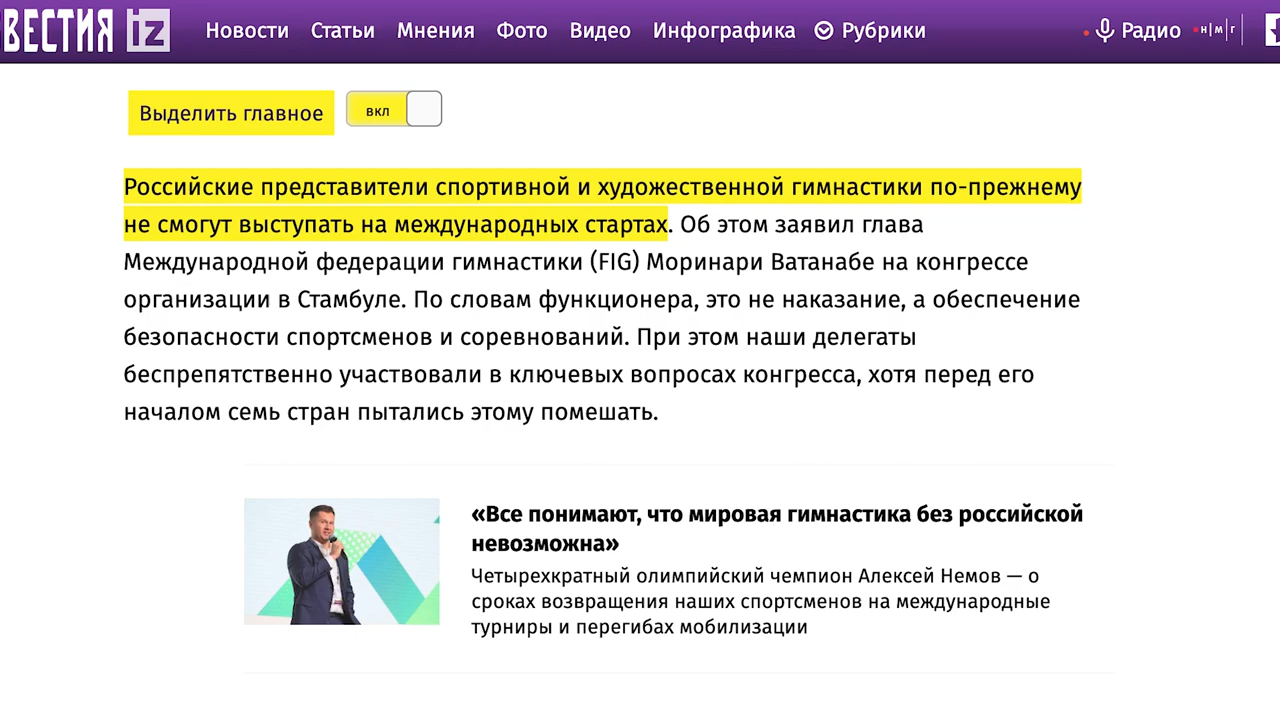 ВЕСТИЯ iz Новости Статьи Мнения Фото Видео Инфографика Рубрики Радио н|м|г
Выделить главное вкл
Российские представители спортивной и художественной гимнастики по-прежнему
не смогут выступать на международных стартах. Об этом заявил глава
Международной федерации гимнастики (FIG) Моринари Ватанабе на конгрессе
организации в Стамбуле. По словам функционера, это не наказание, а обеспечение
безопасности спортсменов и соревнований. При этом наши делегаты
беспрепятственно участвовали в ключевых вопросах конгресса, хотя перед его
началом семь стран пытались этому помешать.
«Все понимают, что мировая гимнастика без российской
невозможна»
Четырехкратный олимпийский чемпион Алексей Немов — о
сроках возвращения наших спортсменов на международные
турниры и перегибах мобилизации